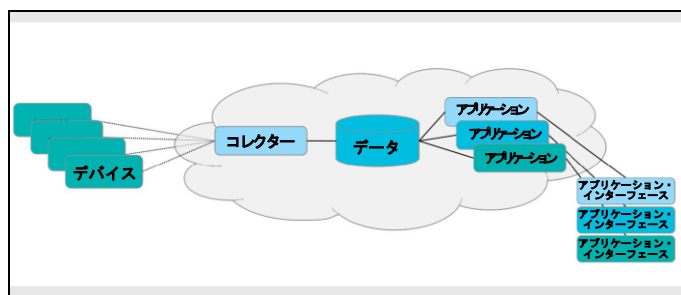 デバイス
コレクター
データ
アプリケーション
アプリケーション
アプリケーション
アプリケーション・
インターフェース
アプリケーション・
インターフェース
アプリケーション・
インターフェース